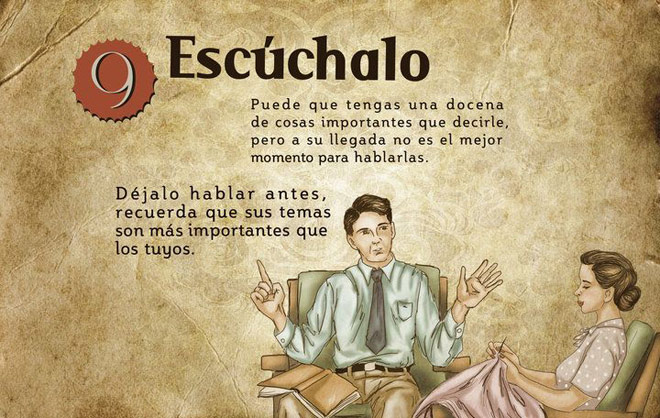 9
Escúchalo
Puede que tengas una docena
de cosas importantes que decirle,
pero a su llegada no es el mejor
momento para hablarlas.
Déjalo hablar antes,
recuerda que sus temas
son más importantes que
los tuyos.